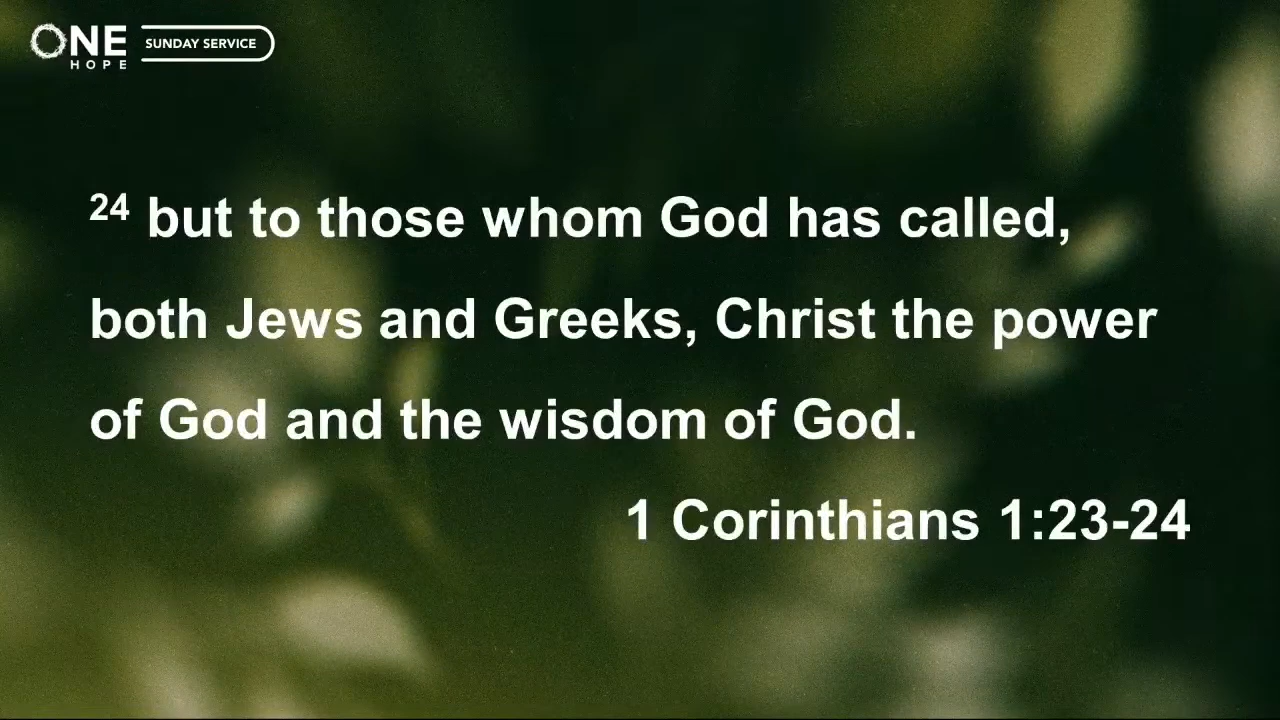 ONE
HOPE
SUNDAY SERVICE
24 but to those whom God has called,
both Jews and Greeks, Christ the power
of God and the wisdom of God.
1 Corinthians 1:23-24